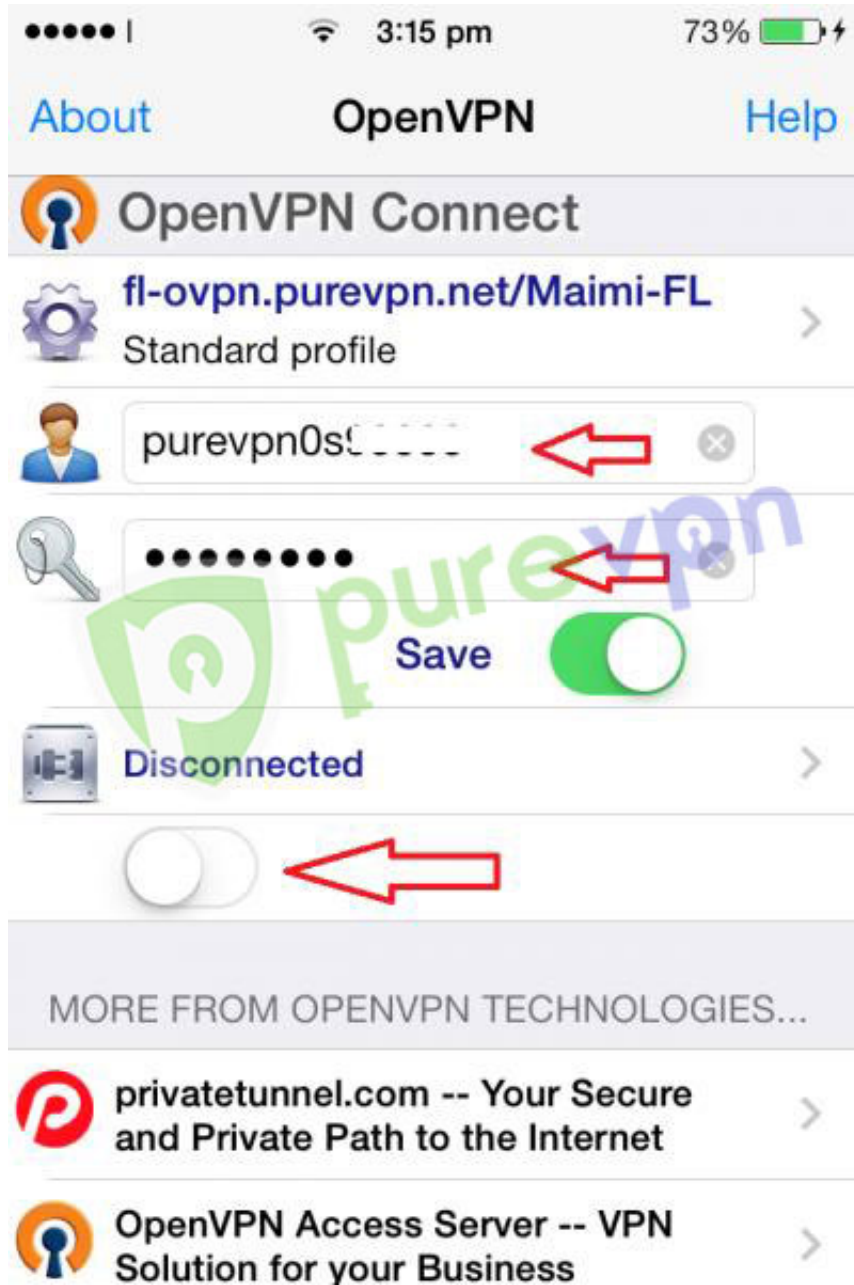 3:15 pm 73%
About OpenVPN Help
OpenVPN Connect
fl-ovpn.purevpn.net/Maimi-FL
Standard profile
purevpn
Save
Disconnected
MORE FROM OPENVPN TECHNOLOGIES...
privatetunnel.com -- Your Secure
and Private Path to the Internet
OpenVPN Access Server -- VPN
Solution for your Business